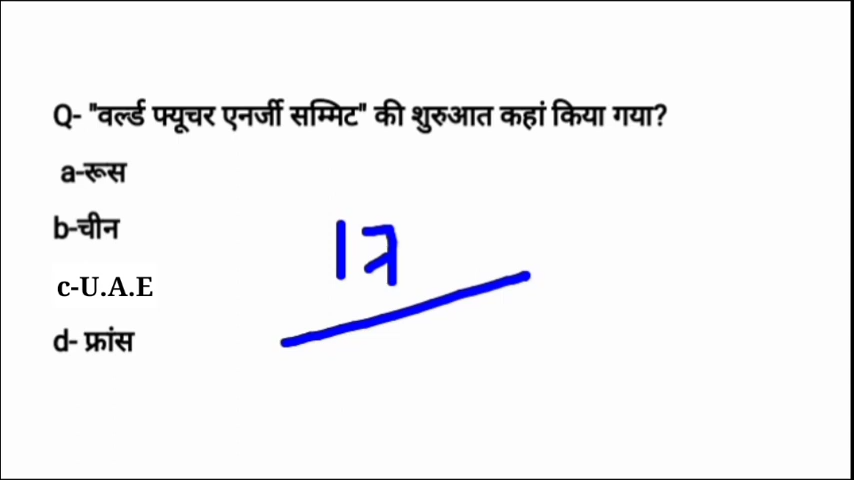 Q- "वर्ल्ड फ्यूचर एनर्जी सम्मिट" की शुरुआत कहां किया गया?
a-रूस
b-चीन
17
c-U.A.E
d- फ्रांस